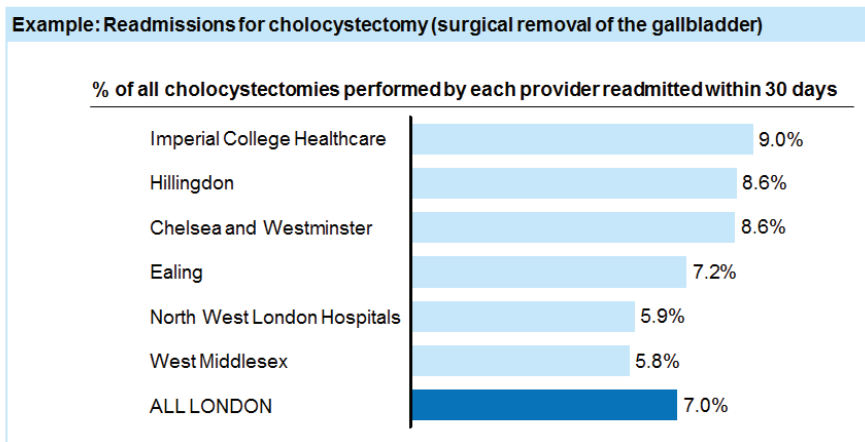 Example: Readmissions for cholocystectomy (surgical removal of the gallbladder)
% of all cholocystectomies performed by each provider readmitted within 30 days
Imperial College Healthcare 9.0%
Hillingdon 8.6%
Chelsea and Westminster 8.6%
Ealing 7.2%
North West London Hospitals 5.9%
West Middlesex 5.8%
ALL LONDON 7.0%